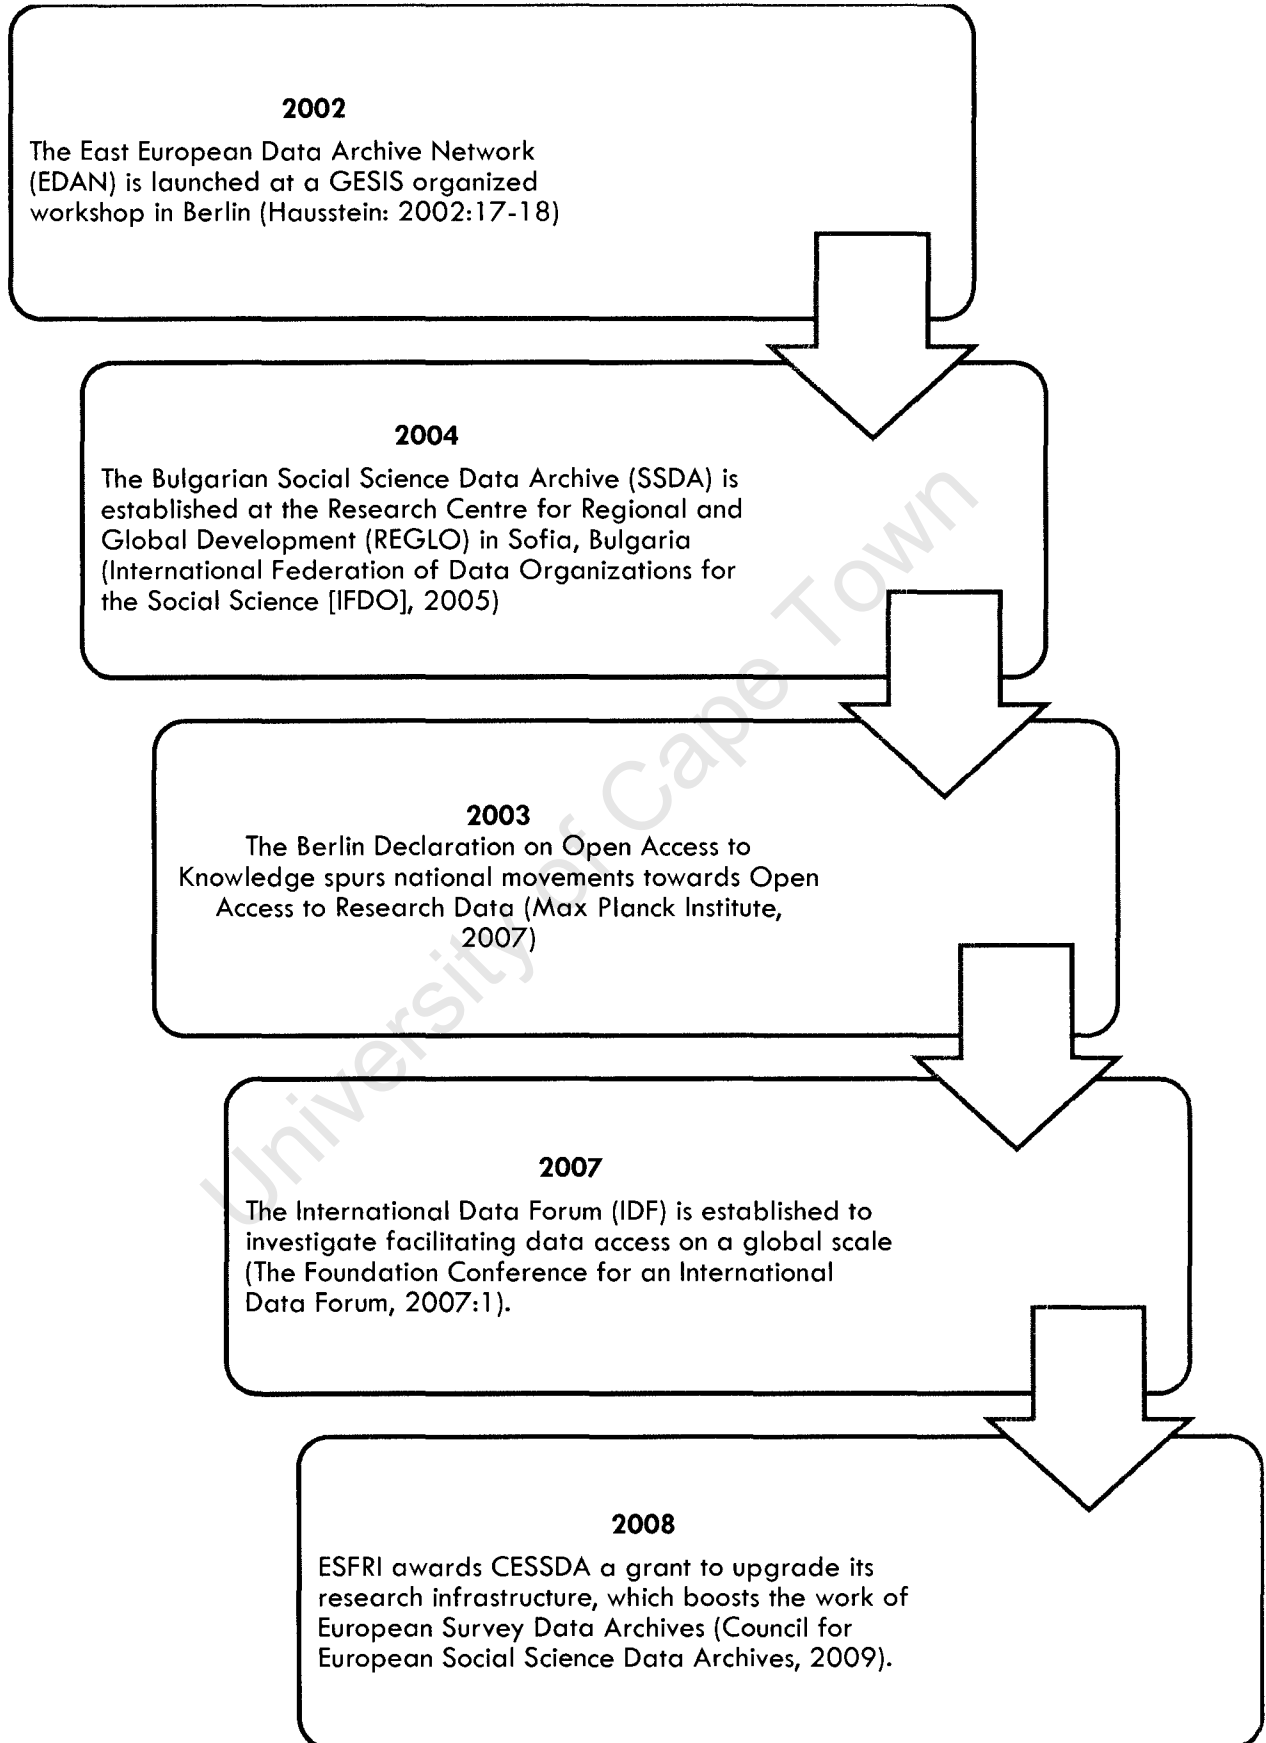 2002
The East European Data Archive Network
(EDAN) is launched at a GESIS organized
workshop in Berlin (Hausstein: 2002:17-18)
2004
The Bulgarian Social Science Data Archive (SSDA) is
established at the Research Centre for Regional and
Global Development (REGLO) in Sofia, Bulgaria
(International Federation of Data Organizations for
the Social Science [IFDO], 2005)
2003
The Berlin Declaration on Open Access to
Knowledge spurs national movements towards Open
Access to Research Data (Max Planck Institute,
2007)
2007
The International Data Forum (IDF) is established to
investigate facilitating data access on a global scale
(The Foundation Conference for an International
Data Forum, 2007:1).
2008
ESFRI awards CESSDA a grant to upgrade its
research infrastructure, which boosts the work of
European Survey Data Archives (Council for
European Social Science Data Archives, 2009).
University of Cape Town